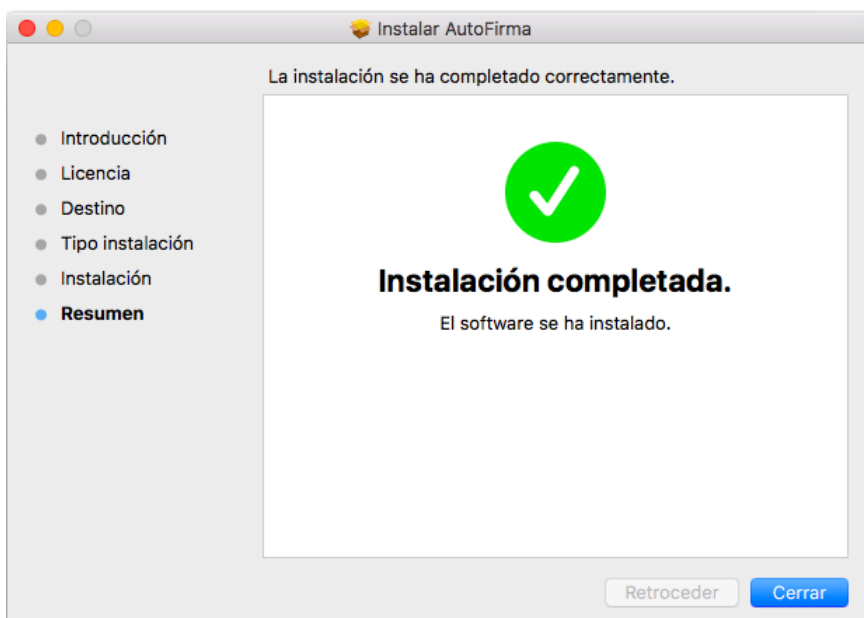 Instalar AutoFirma
La instalación se ha completado correctamente.
Introducción
Licencia
Destino
Tipo instalación
Instalación
Resumen
Instalación completada.
El software se ha instalado.
Retroceder
Cerrar